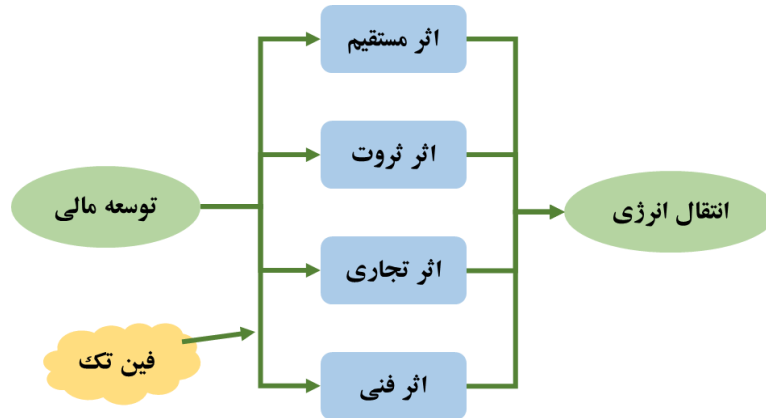 اثر مستقیم
اثر ثروت
توسعه مالی
انتقال انرژی
اثر تجاری
فین تک
اثر فنی